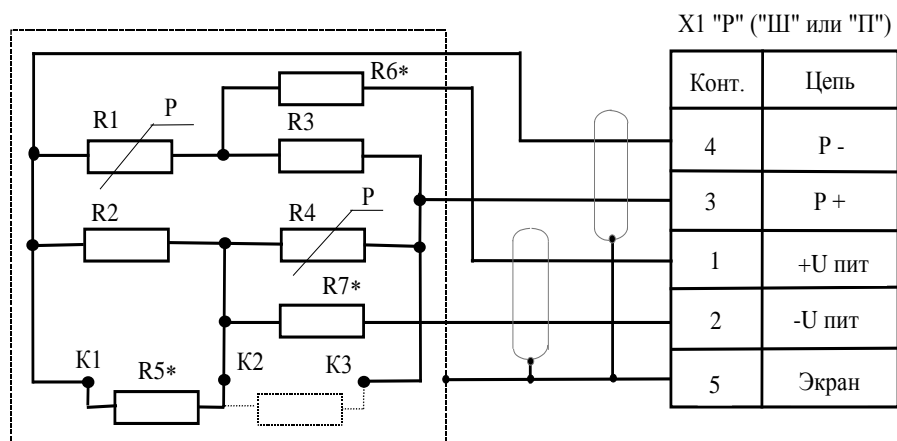 X1 "Р" ("Ш" или "П")
Конт. Цепь
4 Р -
3 Р +
1 +U пит
2 -U пит
5 Экран
R6*
R1 P R3
R2 R4 P
R7*
К1 R5* К2 К3